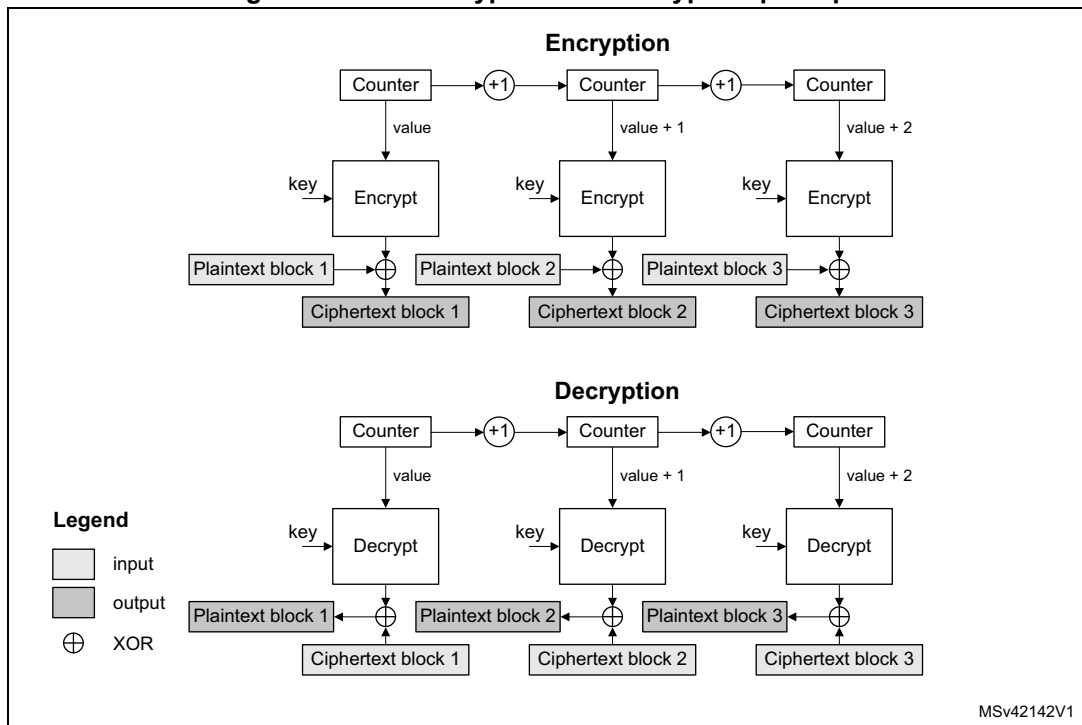 Encryption
Counter +1 Counter +1 Counter
value value + 1 value + 2
key Encrypt key Encrypt key Encrypt
Plaintext block 1 Plaintext block 2 Plaintext block 3
Ciphertext block 1 Ciphertext block 2 Ciphertext block 3
Decryption
Counter +1 Counter +1 Counter
value value + 1 value + 2
Legend
key Decrypt key Decrypt key Decrypt
input
output
Plaintext block 1 Plaintext block 2 Plaintext block 3
XOR
Ciphertext block 1 Ciphertext block 2 Ciphertext block 3
MSv42142V1